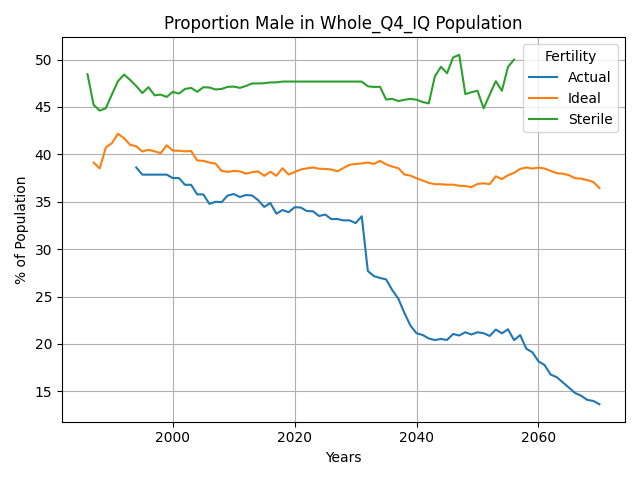 Proportion Male in Whole_Q4_IQ Population
Fertility
Actual
Ideal
Sterile
% of Population
50
45
40
35
30
25
20
15
2000
2020
2040
2060
Years